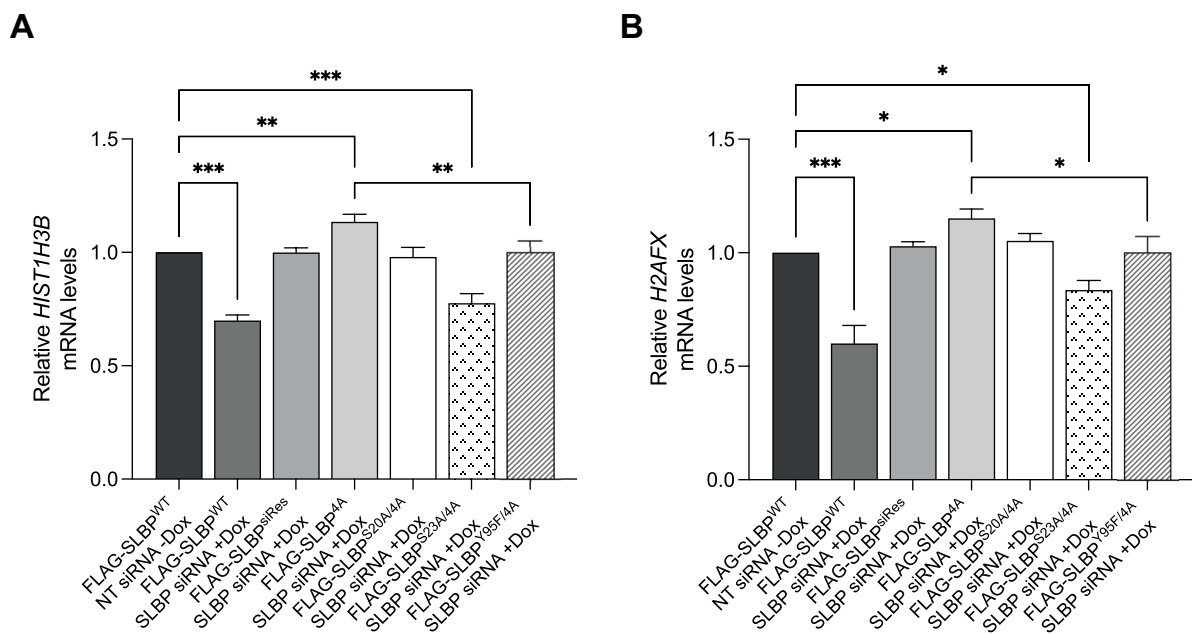 A
***
**
***
**
1.5
1.0
0.5
0.0
Relative HIST1H3B
mRNA levels
FLAG-SLBPWT
NT siRNA -Dox
FLAG-SLBPWT
SLBP siRNA +Dox
FLAG-SLBPsiRes
SLBP siRNA +Dox
FLAG-SLBP4A
SLBP siRNA +Dox
FLAG-SLBPS20A/4A
SLBP siRNA +Dox
FLAG-SLBPS23A/4A
SLBP siRNA +Dox
FLAG-SLBPY95F/4A
SLBP siRNA +Dox
B
*
*
***
*
1.5
1.0
0.5
0.0
Relative H2AFX
mRNA levels
FLAG-SLBPWT
NT siRNA -Dox
FLAG-SLBPWT
SLBP siRNA +Dox
FLAG-SLBPsiRes
SLBP siRNA +Dox
FLAG-SLBP4A
SLBP siRNA +Dox
FLAG-SLBPS20A/4A
SLBP siRNA +Dox
FLAG-SLBPS23A/4A
SLBP siRNA +Dox
FLAG-SLBPY95F/4A
SLBP siRNA +Dox